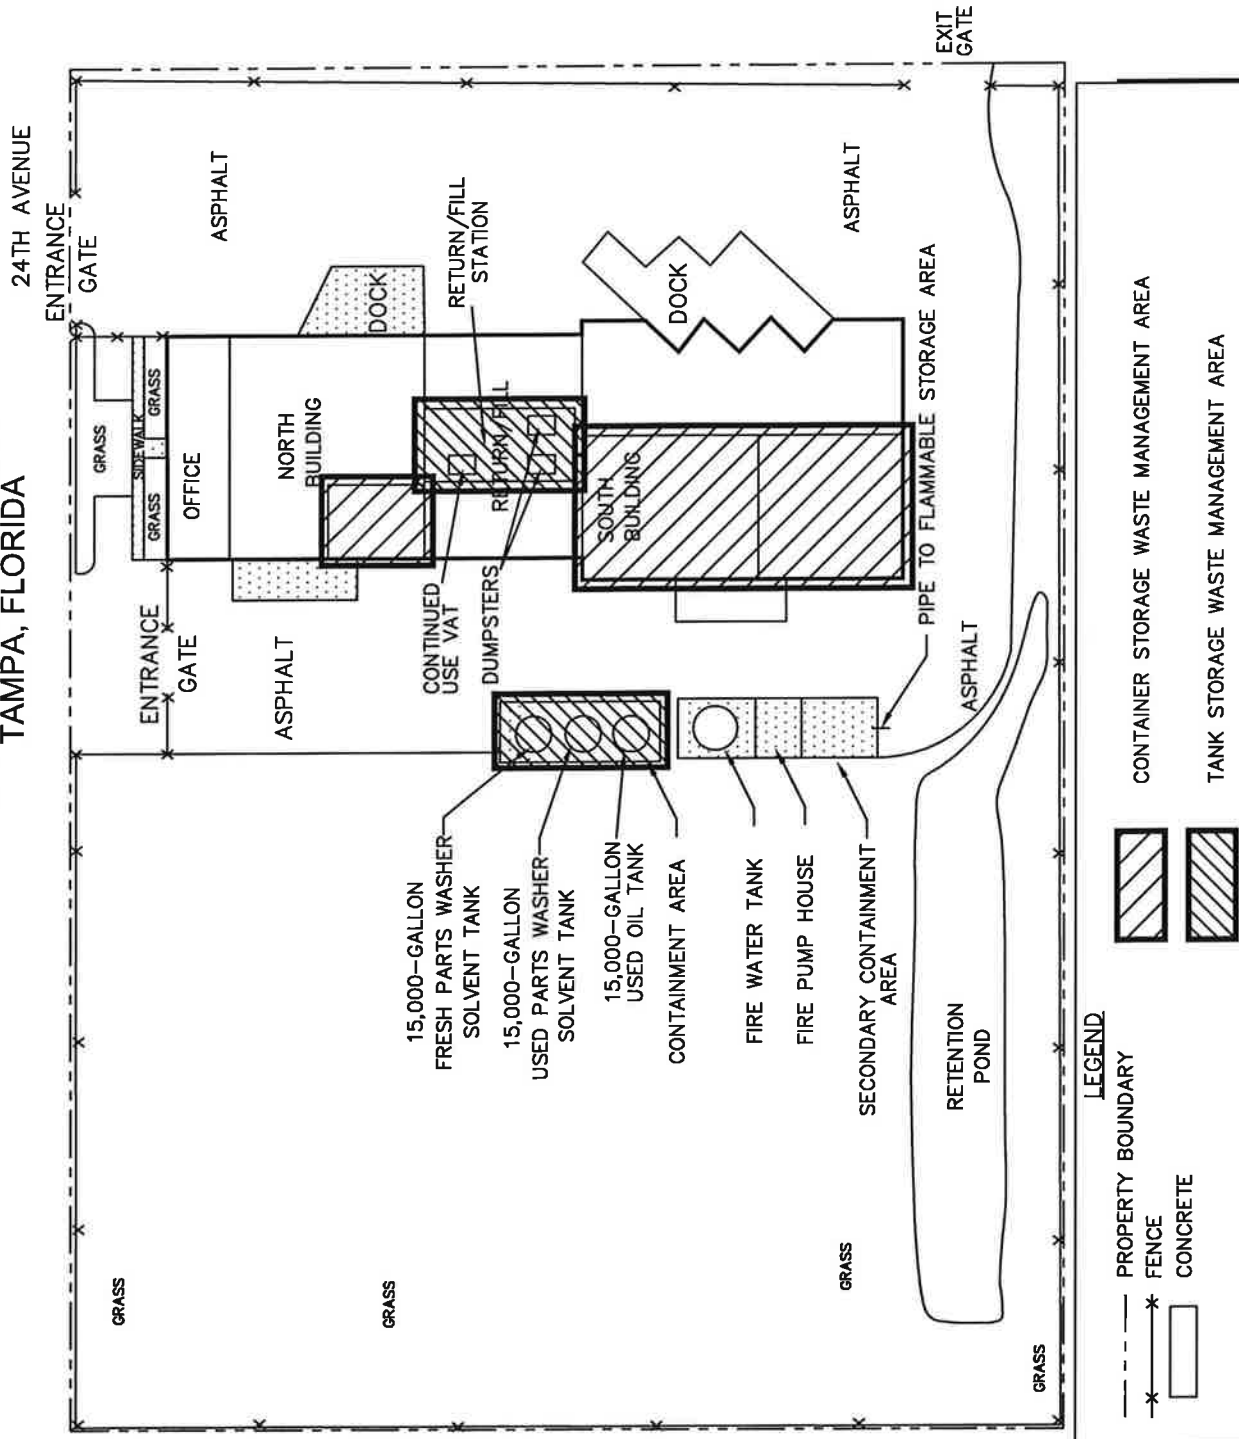 TAMPA, FLORIDA
24TH AVENUE
ENTRANCE
GATE
GRASS
SIDEWALK
GRASS
GRASS
OFFICE
ENTRANCE
GATE
ASPHALT
ASPHALT
NORTH
BUILDING
DOCK
RETURN/FILL
STATION
RETURN/FILL
CONTINUED
USE VAT
DUMPSTERS
SOUTH
BUILDING
DOCK
ASPHALT
PIPE TO FLAMMABLE STORAGE AREA
ASPHALT
EXIT
GATE
15,000-GALLON
FRESH PARTS WASHER
SOLVENT TANK
15,000-GALLON
USED PARTS WASHER
SOLVENT TANK
15,000-GALLON
USED OIL TANK
CONTAINMENT AREA
FIRE WATER TANK
FIRE PUMP HOUSE
SECONDARY CONTAINMENT
AREA
RETENTION
POND
GRASS
GRASS
GRASS
GRASS
LEGEND
PROPERTY BOUNDARY
FENCE
CONCRETE
CONTAINER STORAGE WASTE MANAGEMENT AREA
TANK STORAGE WASTE MANAGEMENT AREA